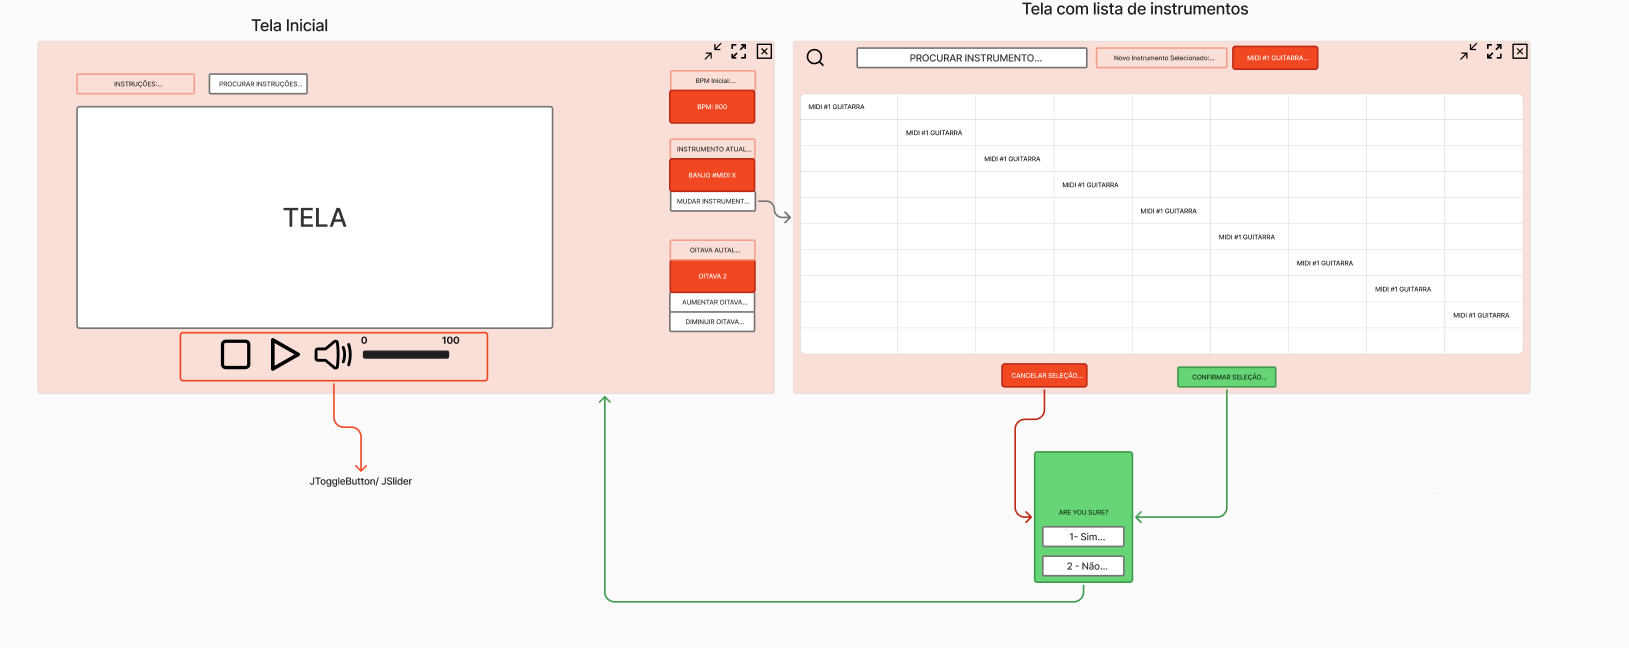 Tela Inicial
INSTRUÇÕES:...
PROCURAR INSTRUÇÕES...
TELA
0
100
BPM Inicial:...
BPM: 800
INSTRUMENTO ATUAL...
BANJO #MIDI X
MUDAR INSTRUMENT...
OITAVA AUTAL...
OITAVA 2
AUMENTAR OITAVA...
DIMINUIR OITAVA...
JToggleButton/ JSlider
Tela com lista de instrumentos
PROCURAR INSTRUMENTO...
Novo Instrumento Selecionado:...
MIDI #1 GUITARRA...
MIDI #1 GUITARRA
MIDI #1 GUITARRA
MIDI #1 GUITARRA
MIDI #1 GUITARRA
MIDI #1 GUITARRA
MIDI #1 GUITARRA
MIDI #1 GUITARRA
MIDI #1 GUITARRA
MIDI #1 GUITARRA
CANCELAR SELEÇÃO...
CONFIRMAR SELEÇÃO...
ARE YOU SURE?
1- Sim...
2 - Não...